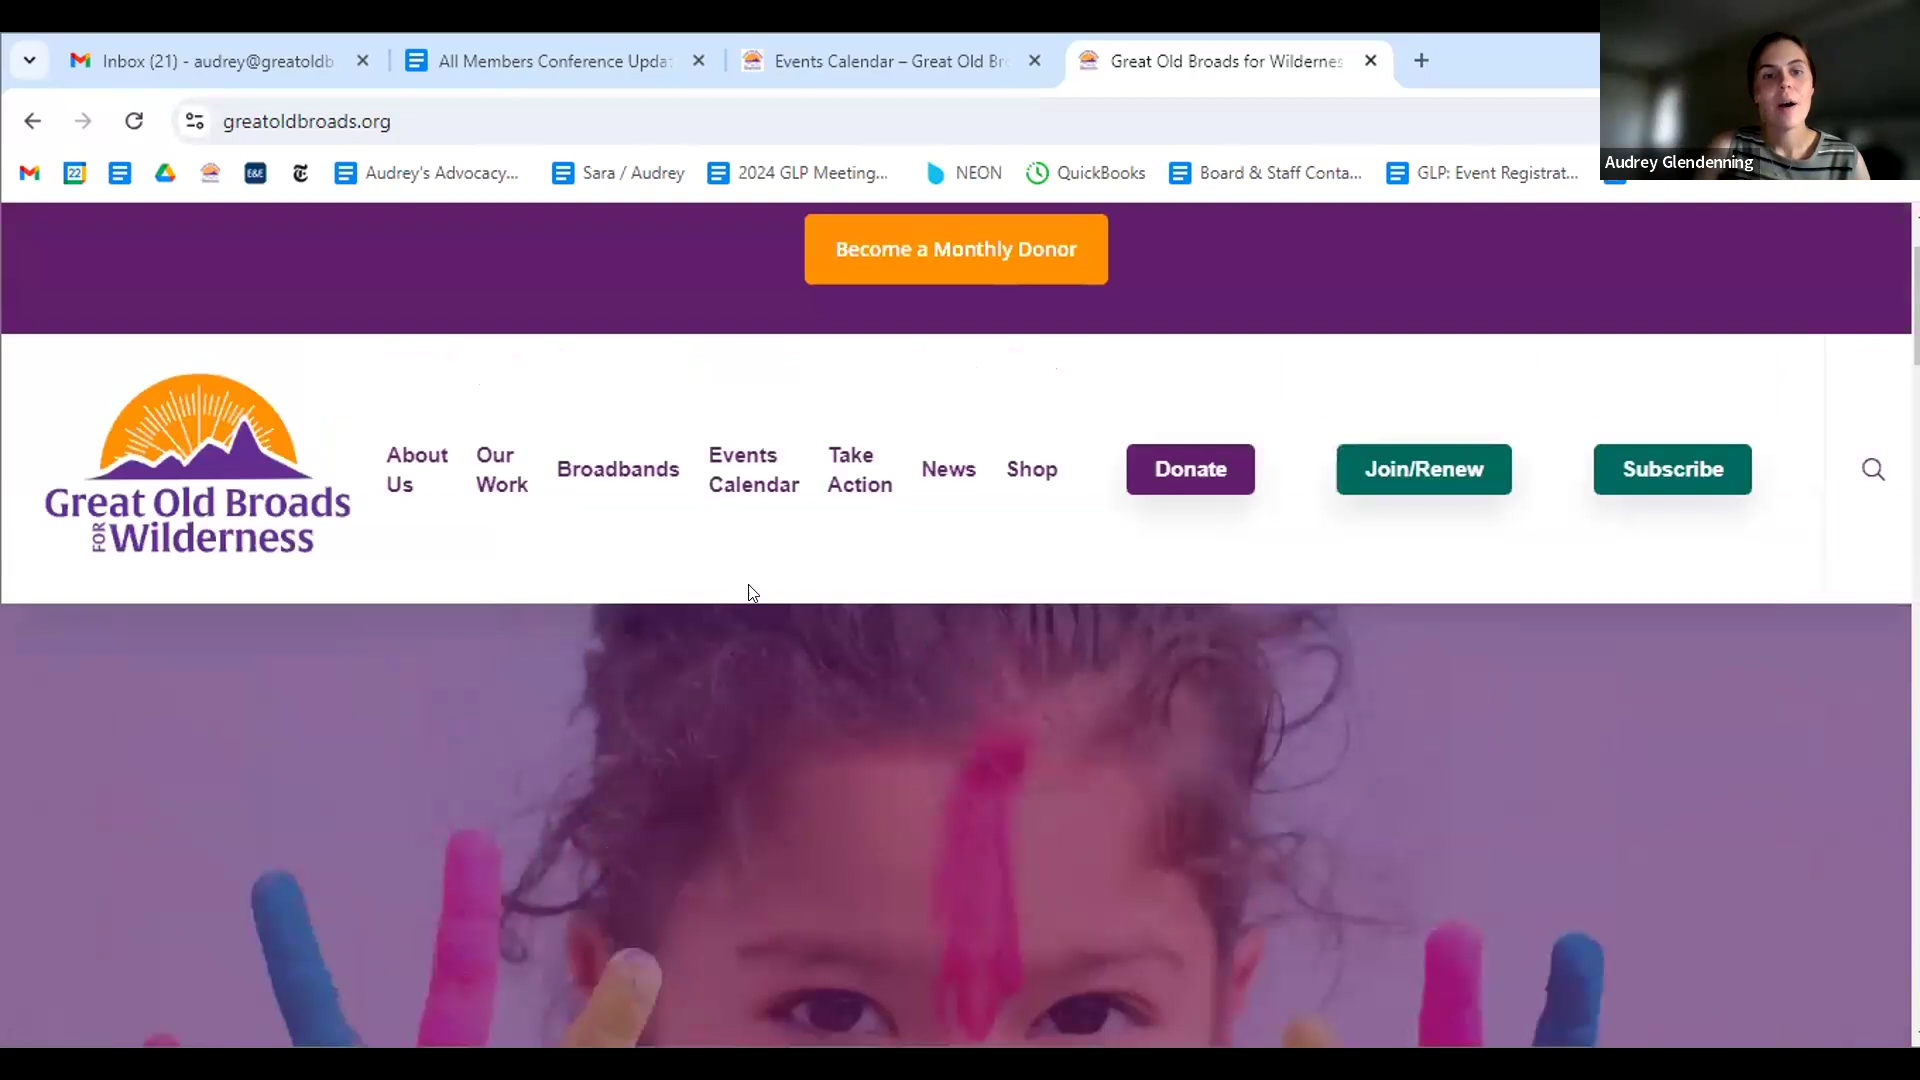 Inbox (21) - audrey@greatoldb
All Members Conference Updat
Events Calendar – Great Old Br
Great Old Broads for Wildernes
greatoldbroads.org
22
E&E
Audrey's Advocacy...
Sara / Audrey
2024 GLP Meeting...
NEON
QuickBooks
Board & Staff Conta...
GLP: Event Registrat...
Audrey Glendenning
Become a Monthly Donor
Great Old Broads
FOR Wilderness
About Us
Our Work
Broadbands
Events Calendar
Take Action
News
Shop
Donate
Join/Renew
Subscribe